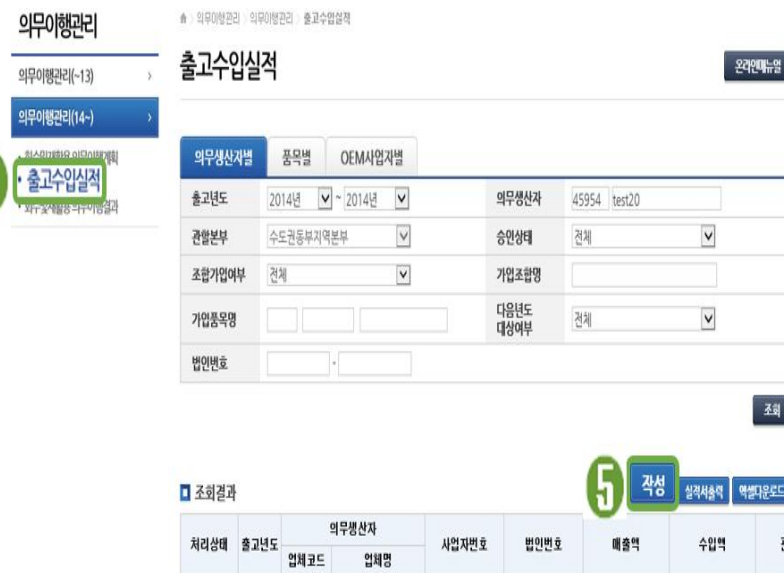 의무이행관리
의무이행관리 의무이행관리 출고수입실적
출고수입실적
온라인매뉴얼
의무이행관리(~13)
의무이행관리(14~)
• 출고수입실적
의무생산자별 품목별 OEM사업자별
출고년도 2014년 ~ 2014년 의무생산자 45954 test20
관할본부 수도권동부지역본부 승인상태 전체
조합가입여부 전체 가입조합명
가입품목명 다음년도 대상여부 전체
법인번호 -
조회
5 작성 실적서출력 엑셀다운로드
조회결과
처리상태 출고년도 의무생산자 사업자번호 법인번호 매출액 수입액
업체코드 업체명